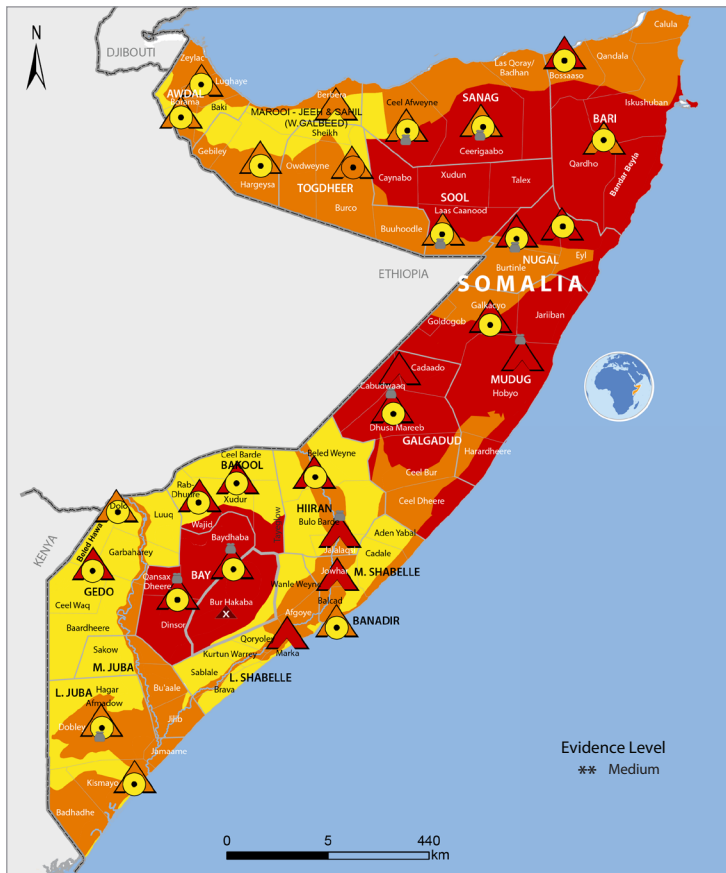 N
DJIBOUTI
Calula
Zeylac
Las Qoray/
Badhan
Qandala
Lughaye
Bossaaso
AWDAL
Borama
Baki
Berbera
Ceel Afweyne
SANAG
Iskushuban
MAROOI - JEEH & SAHIL
(W.GALBEED)
Sheikh
BARI
Gebiley
Ceerigaabo
Qardho
Owdweyne
Hargeysa
Caynabo
Xudun
Talex
Bandar Beyla
TOGDHEER
SOOL
Burco
Laas Caanood
Buuhoodle
NUGAL
Eyl
ETHIOPIA
Burtinle
SOMALIA
Galkacyo
Goldogob
Jariiban
Cadaado
MUDUG
Cabudwaaq
Hobyo
Dhusa Mareeb
GALGADUD
Harardheere
Ceel Barde
Beled Weyne
BAKOOL
Ceel Bur
Rab-
Dhuure
Xudur
Ceel Dheere
Dolo
Luuq
HIIRAN
Wajid
Bulo Barde
Beled Hawa
Baydhaba
Aden Yabal
KENYA
Garbaharey
Jalalaqsi
Cadale
Qansax
Dheere
BAY
Jowhar
M. SHABELLE
GEDO
Wanle Weyne
Ceel Waq
Bur Hakaba
x
Balcad
Afgoye
BANADIR
Baardheere
Dinsor
Qoryoley
Sakow
Kurtun Warrey
Marka
M. JUBA
Sablale
L. SHABELLE
L. JUBA
Hagar
Bu'aale
Brava
Afmadow
Dobley
Jilib
Jamaame
Evidence Level
** Medium
Kismayo
Badhadhe
0 5 440
km